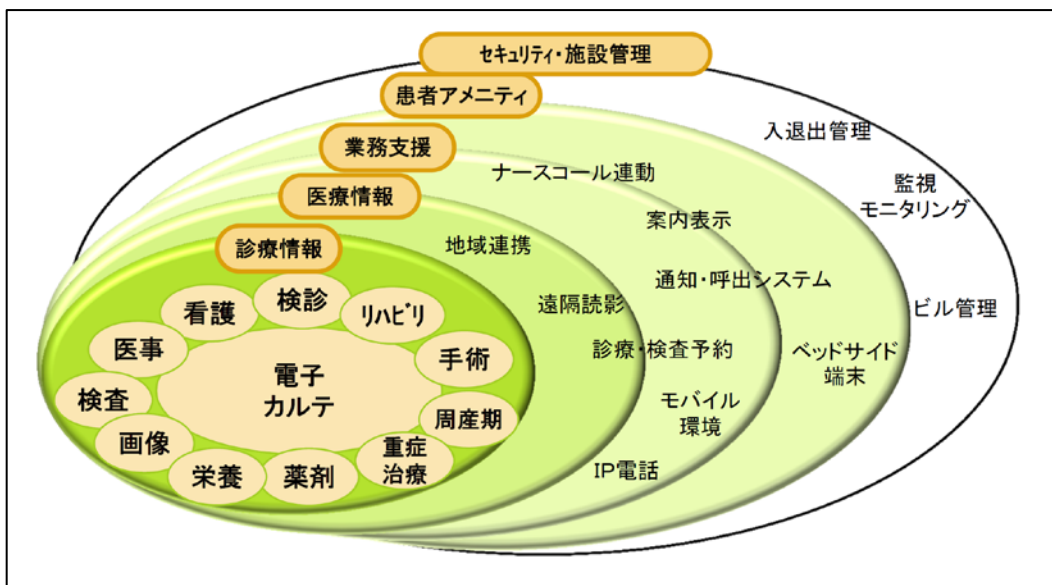 セキュリティ・施設管理
患者アメニティ
入退出管理
業務支援
ナースコール連動
医療情報
監視
モニタリング
案内表示
診療情報
地域連携
通知・呼出システム
検診
看護
リハビリ
遠隔読影
ビル管理
医事
手術
診療・検査予約
ベッドサイド
端末
電子
カルテ
検査
周産期
モバイル
環境
画像
重症
治療
栄養
薬剤
IP電話